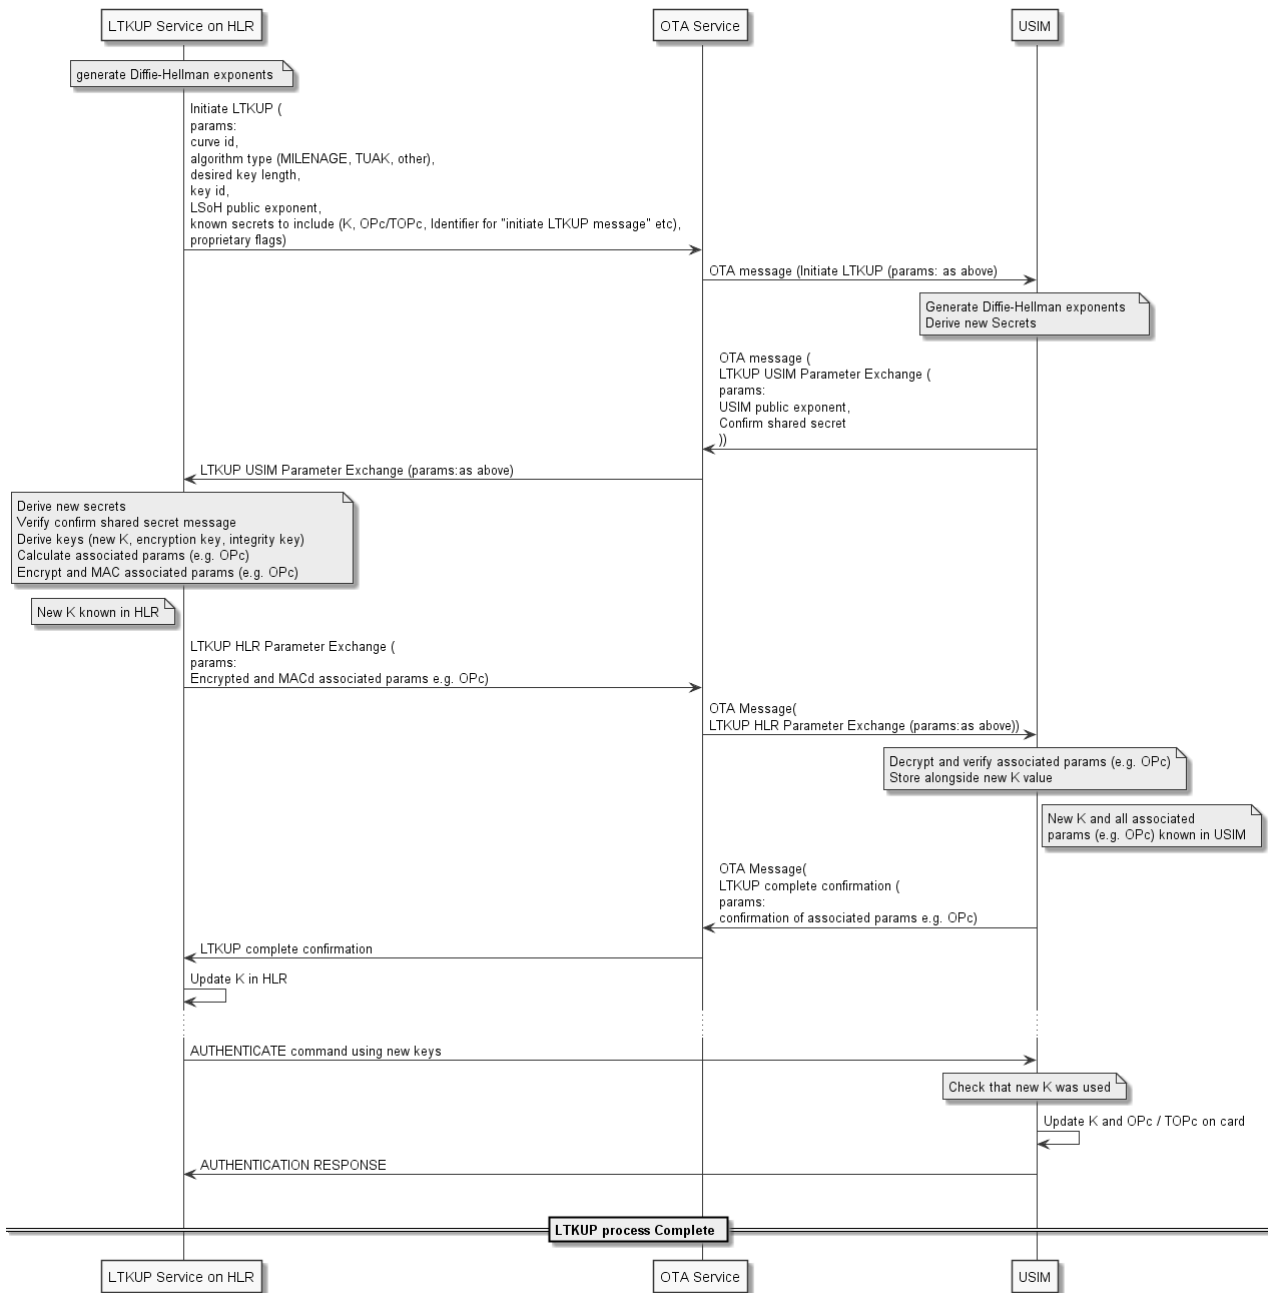 LTKUP Service on HLR
OTA Service
USIM
generate Diffie-Hellman exponents
Initiate LTKUP (
params:
curve id,
algorithm type (MILENAGE, TUAK, other),
desired key length,
key id,
LSoH public exponent,
known secrets to include (K, OPc/TOPc, Identifier for "initiate LTKUP message" etc),
proprietary flags)
OTA message (Initiate LTKUP (params: as above)
Generate Diffie-Hellman exponents
Derive new Secrets
OTA message (
LTKUP USIM Parameter Exchange (
params:
USIM public exponent,
Confirm shared secret
))
LTKUP USIM Parameter Exchange (params:as above)
Derive new secrets
Verify confirm shared secret message
Derive keys (new K, encryption key, integrity key)
Calculate associated params (e.g. OPc)
Encrypt and MAC associated params (e.g. OPc)
New K known in HLR
LTKUP HLR Parameter Exchange (
params:
Encrypted and MACd associated params e.g. OPc)
OTA Message(
LTKUP HLR Parameter Exchange (params:as above))
Decrypt and verify associated params (e.g. OPc)
Store alongside new K value
New K and all associated
params (e.g. OPc) known in USIM
OTA Message(
LTKUP complete confirmation (
params:
confirmation of associated params e.g. OPc)
LTKUP complete confirmation
Update K in HLR
AUTHENTICATE command using new keys
Check that new K was used
Update K and OPc / TOPc on card
AUTHENTICATION RESPONSE
LTKUP process Complete
LTKUP Service on HLR
OTA Service
USIM